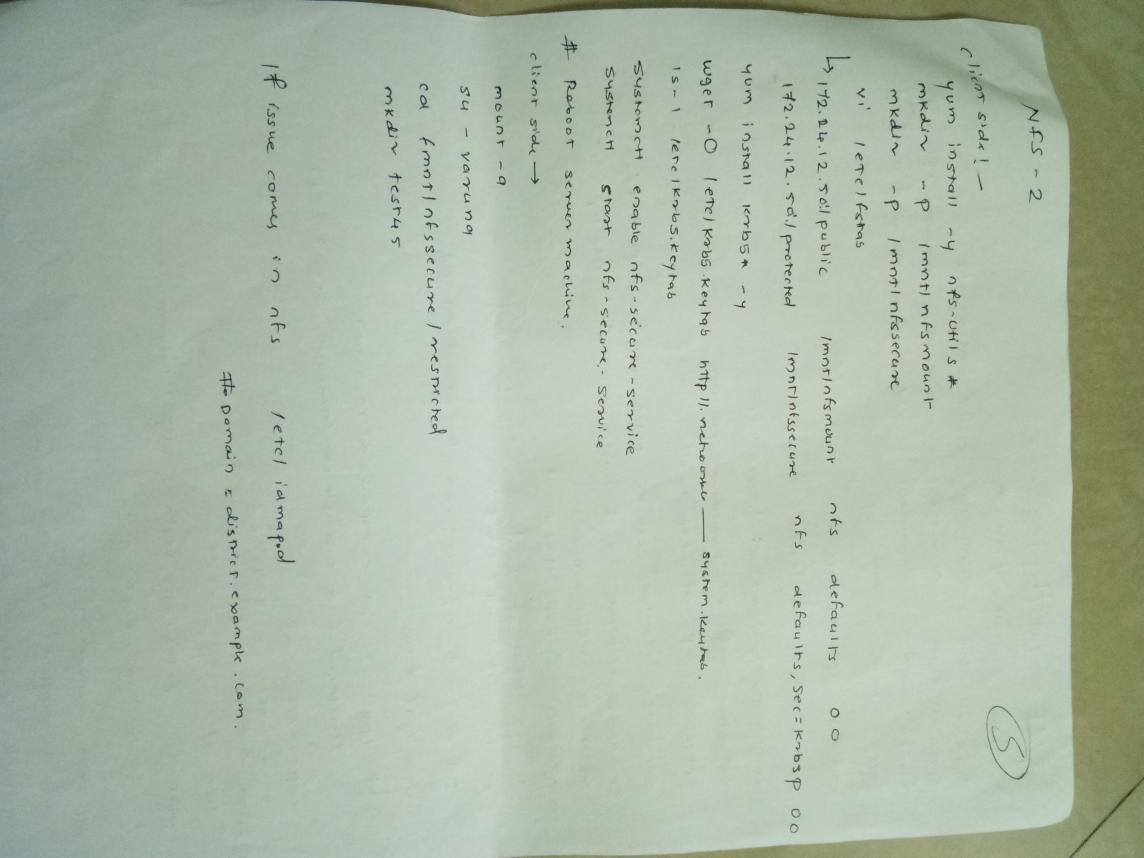 NFS - 2
5
client side! -
yum install -y nfs-utils *
mkdir -p /mnt/nfsmount
mkdir -p /mnt/nfssecure
vi /etc/fstab
↳ 172.24.12.50:/public /mnt/nfsmount nfs defaults 0 0
172.24.12.50:/protected /mnt/nfssecure nfs defaults,sec=krb5p 0 0
yum install krb5* -y
wget -O /etc/krb5.keytab http://. system.keytab.
ls -l /etc/krb5.keytab
systemctl enable nfs-secure-service
systemctl start nfs-secure.-service
# Reboot server machine.
client side →
mount -a
su - varuna
cd /mnt/nfssecure/restricted
mkdir test45
If issue comes in nfs /etc/idmapd
# Domain = district.example.com.